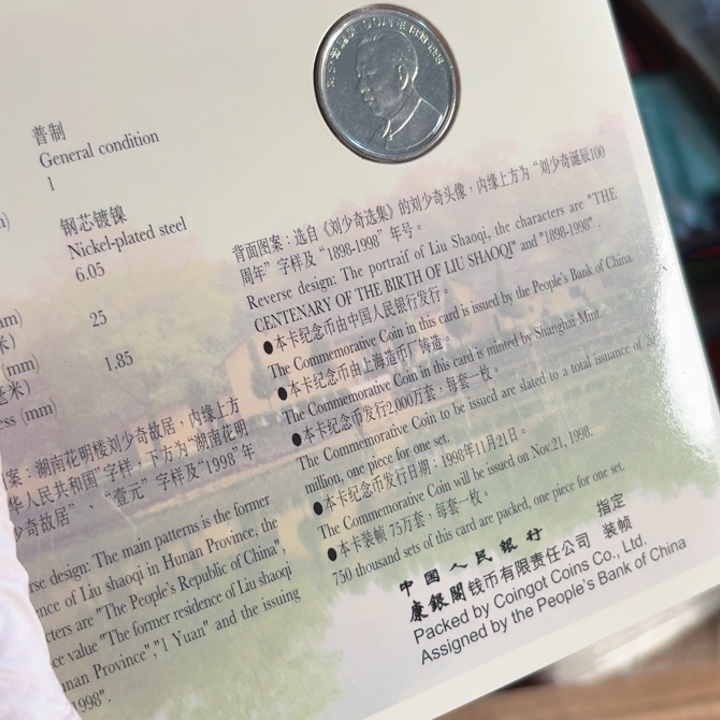 刘少奇诞辰100周年 1898-1998
普制
General condition
1
钢芯镀镍
Nickel-plated steel
6.05
25
(mm)
1.85
毫米)
ess (mm)
案：湖南花明楼刘少奇故居，内缘上方
华人民共和国”字样，下方为“湖南花明
少奇故居”、“壹元”字样及“1998”年
rse design: The main patterns is the former
nce of Liu shaoqi in Hunan Province, the
cters are "The People's Republic of China",
ce value "The former residence of Liu shaoqi
unan Province","1 Yuan" and the issuing
1998".
背面图案：选自《刘少奇选集》的刘少奇头像，内缘上方为“刘少奇诞辰100
周年”字样及“1898-1998”年号。
Reverse design: The portraif of Liu Shaoqi, the characters are "THE
CENTENARY OF THE BIRTH OF LIU SHAOQI" and "1898-1998".
●本卡纪念币由中国人民银行发行。
The Commemorative Coin in this card is issued by the People's Bank of China.
●本卡纪念币由上海造币厂铸造。
The Commemorative Coin in this card is minted by Shanghai Mint.
●本卡纪念币发行2,000万套，每套一枚。
The Commemorative Coin to be issued are slated to a total issuance of 20
million, one piece for one set.
●本卡纪念币发行日期：1998年11月21日。
The Commemorative Coin will be issued on Nov.21, 1998.
●本卡装帧 75万套，每套一枚。
750 thousand sets of this card are packed, one piece for one set.
中国人民银行 指定
康銀閣钱币有限责任公司 装帧
Packed by Coingot Coins Co., Ltd.
Assigned by the People's Bank of China